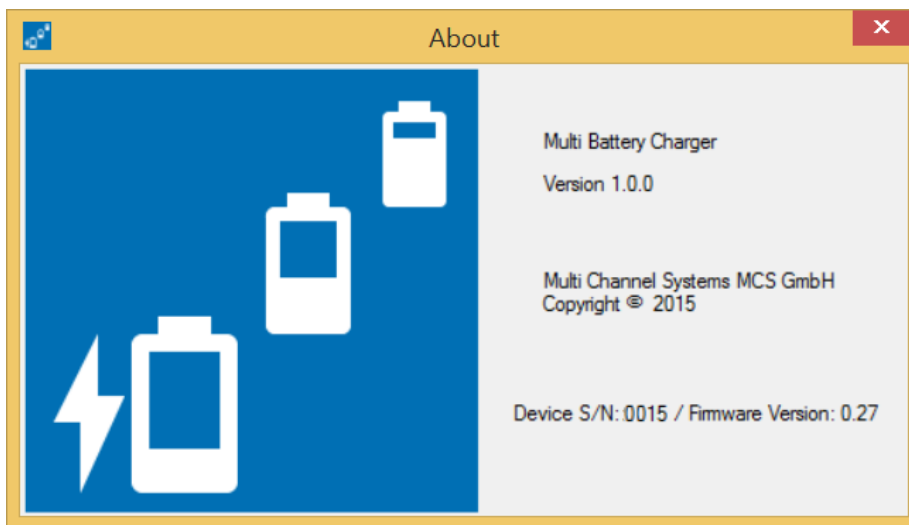 About
Multi Battery Charger
Version 1.0.0
Multi Channel Systems MCS GmbH
Copyright © 2015
Device S/N: 0015 / Firmware Version: 0.27